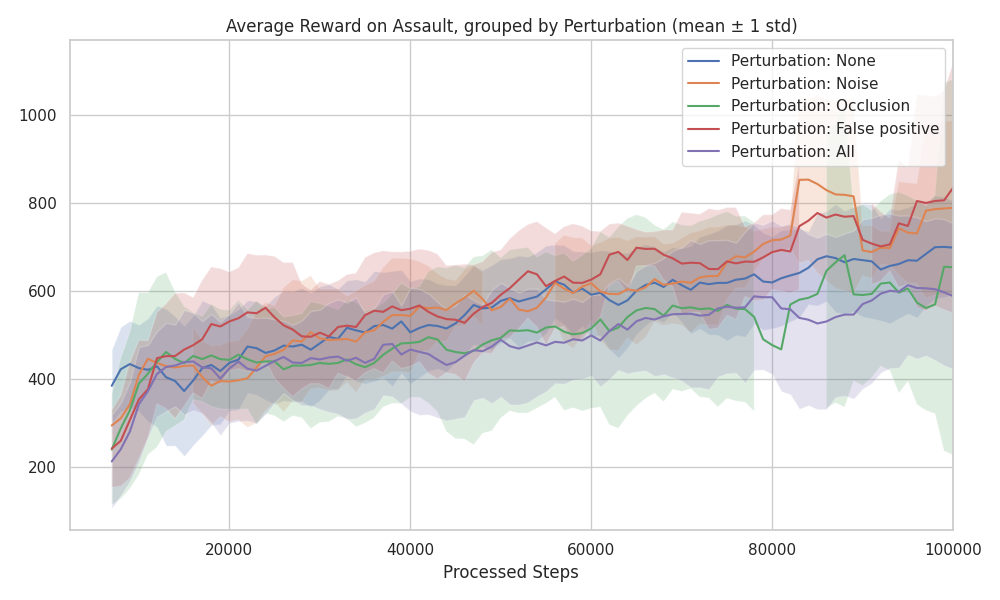 Average Reward on Assault, grouped by Perturbation (mean ± 1 std)
Perturbation: None
Perturbation: Noise
Perturbation: Occlusion
Perturbation: False positive
Perturbation: All
1000
800
600
400
200
20000 40000 60000 80000 100000
Processed Steps